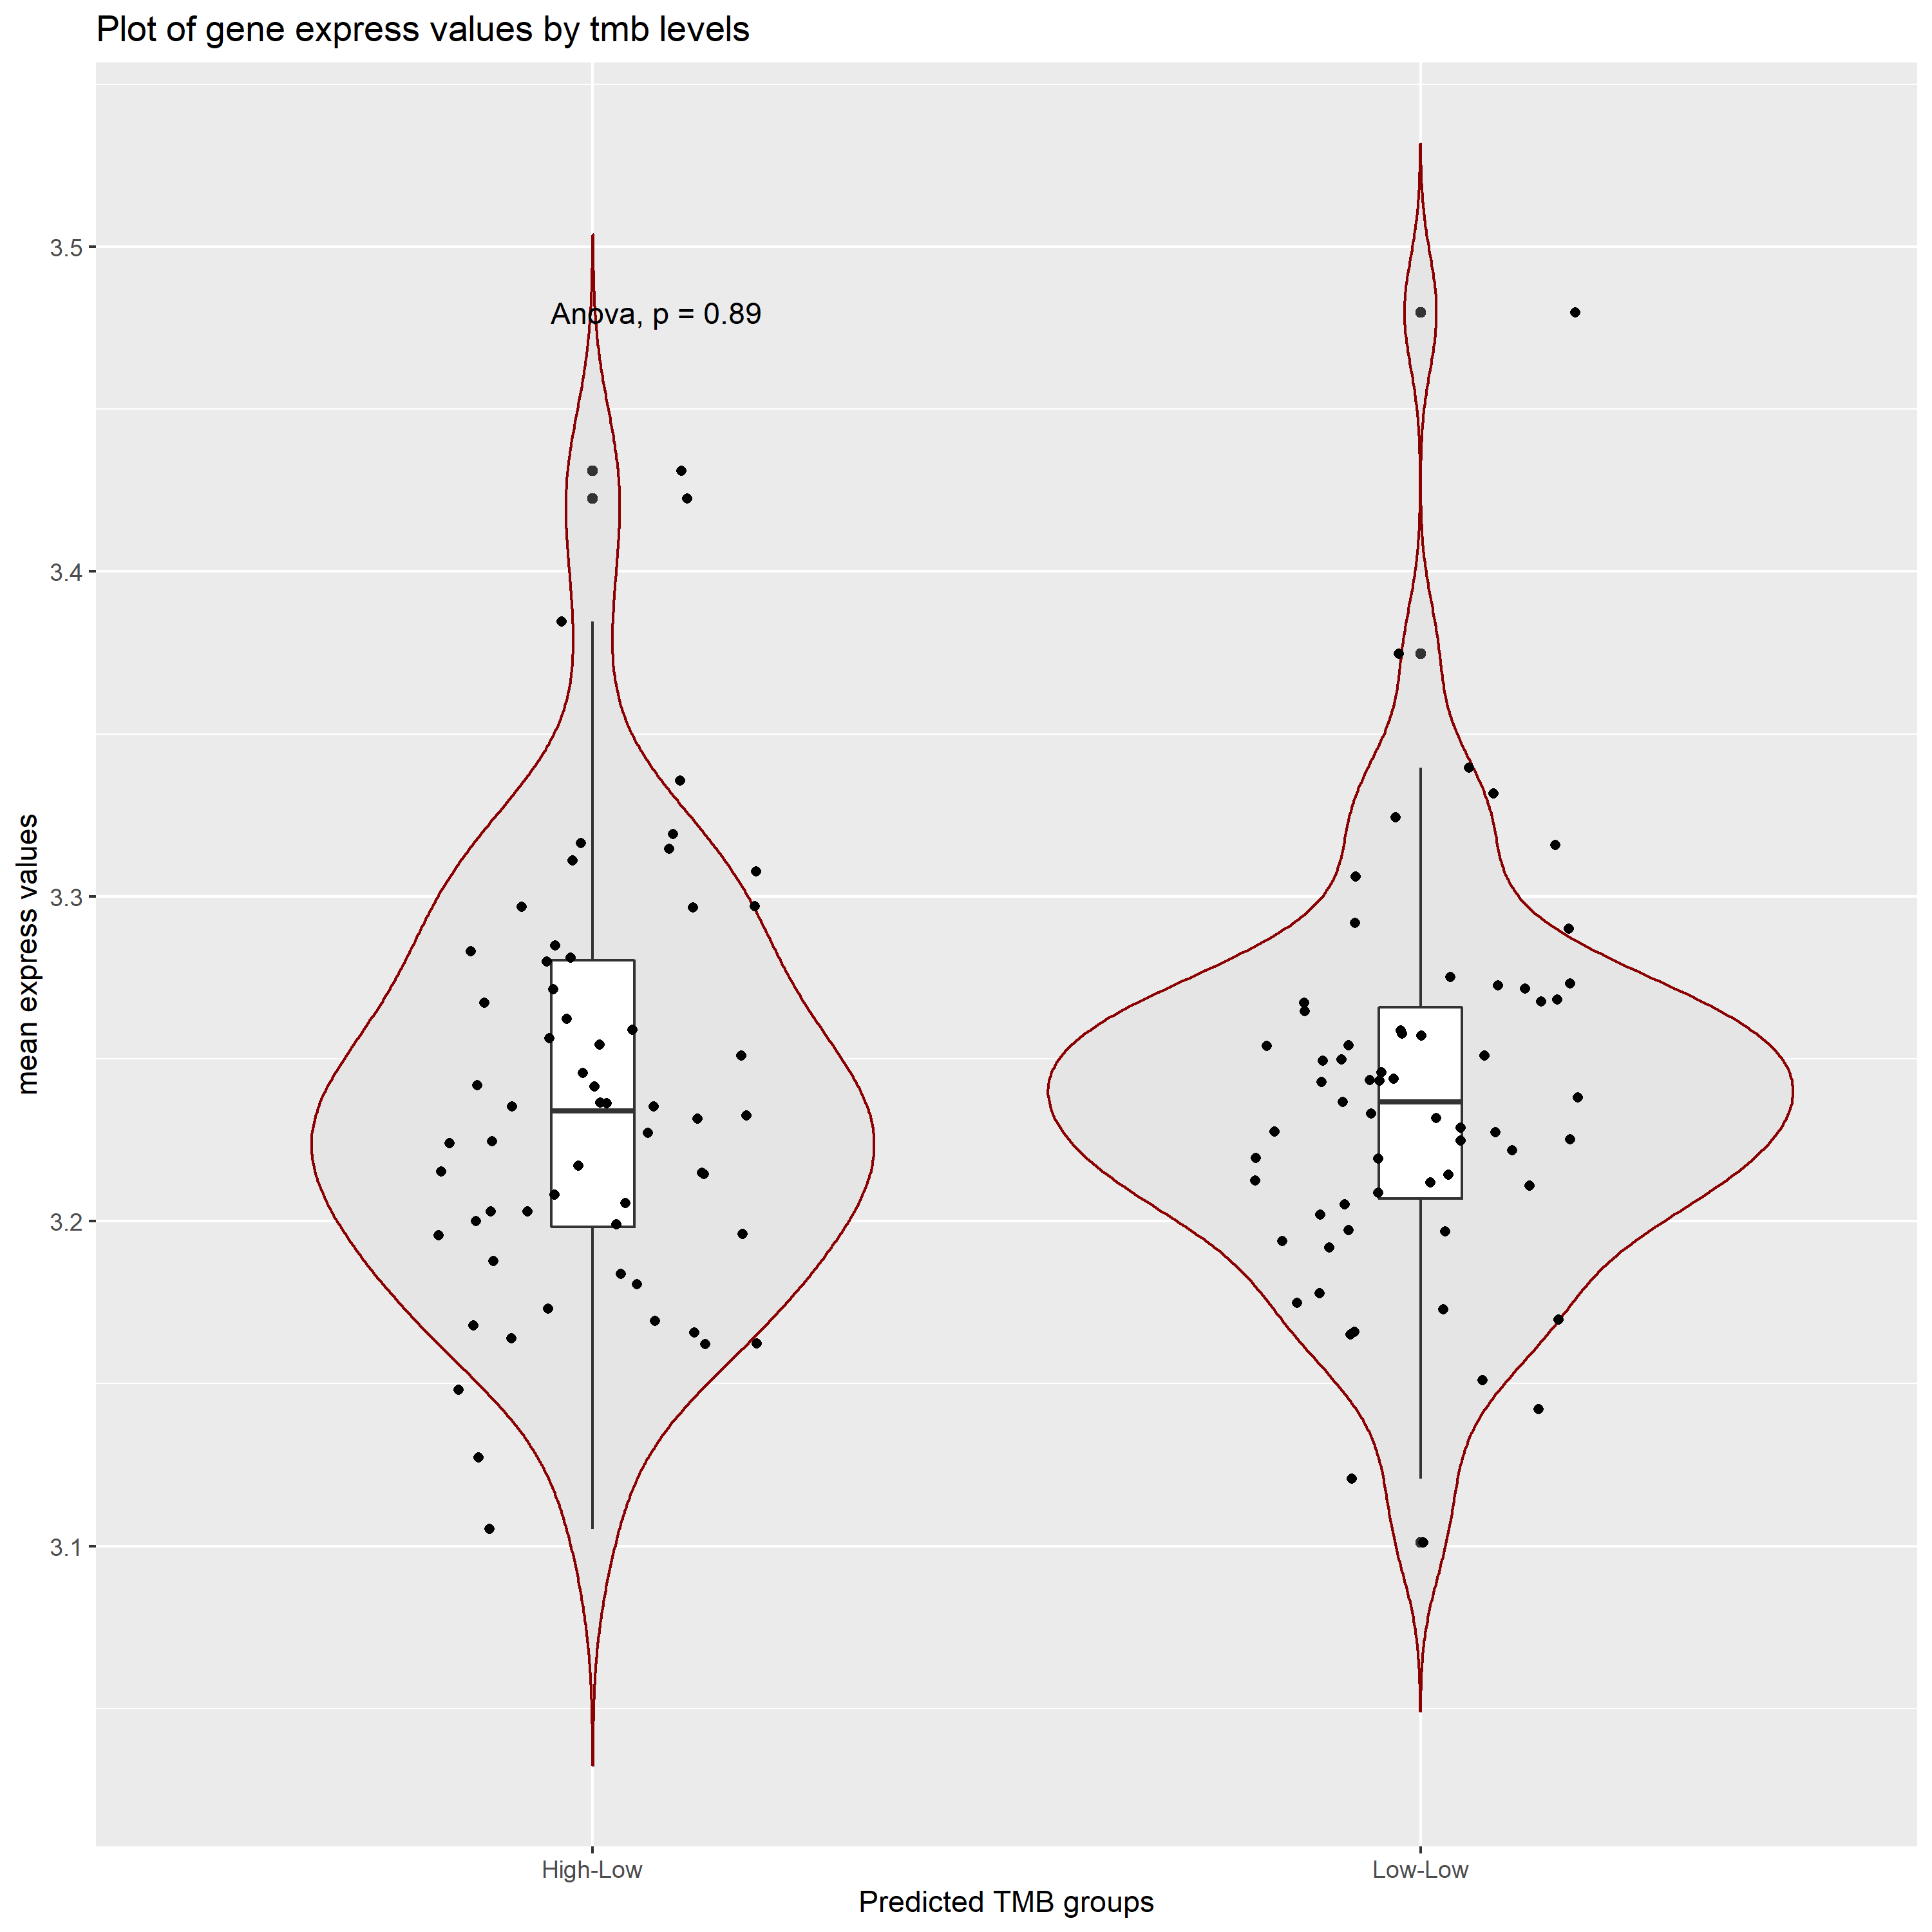 Plot of gene express values by tmb levels
3.5
Anova, p = 0.89
3.4
mean express values
3.3
3.2
3.1
High-Low
Low-Low
Predicted TMB groups